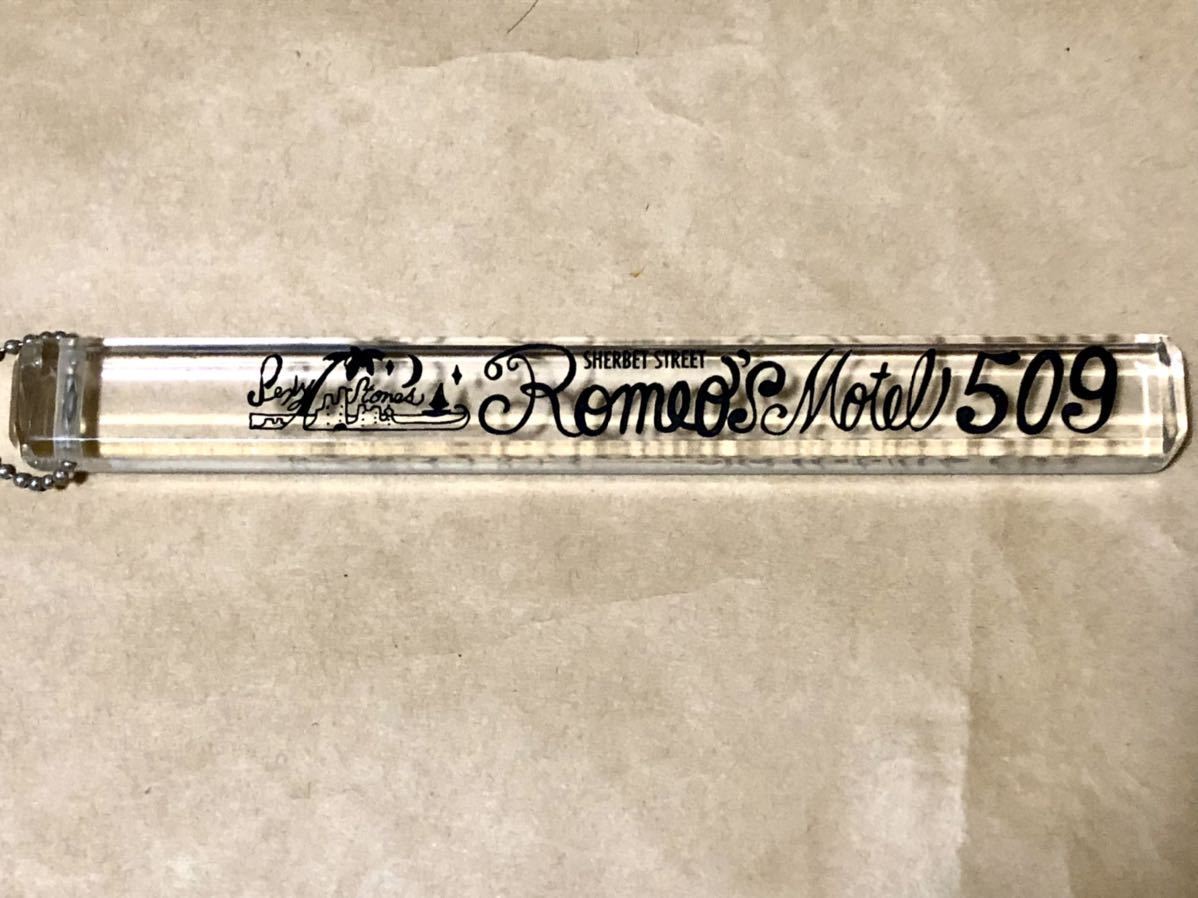 Sexy Stones
SHERBET STREET
Romeo's Motel 509